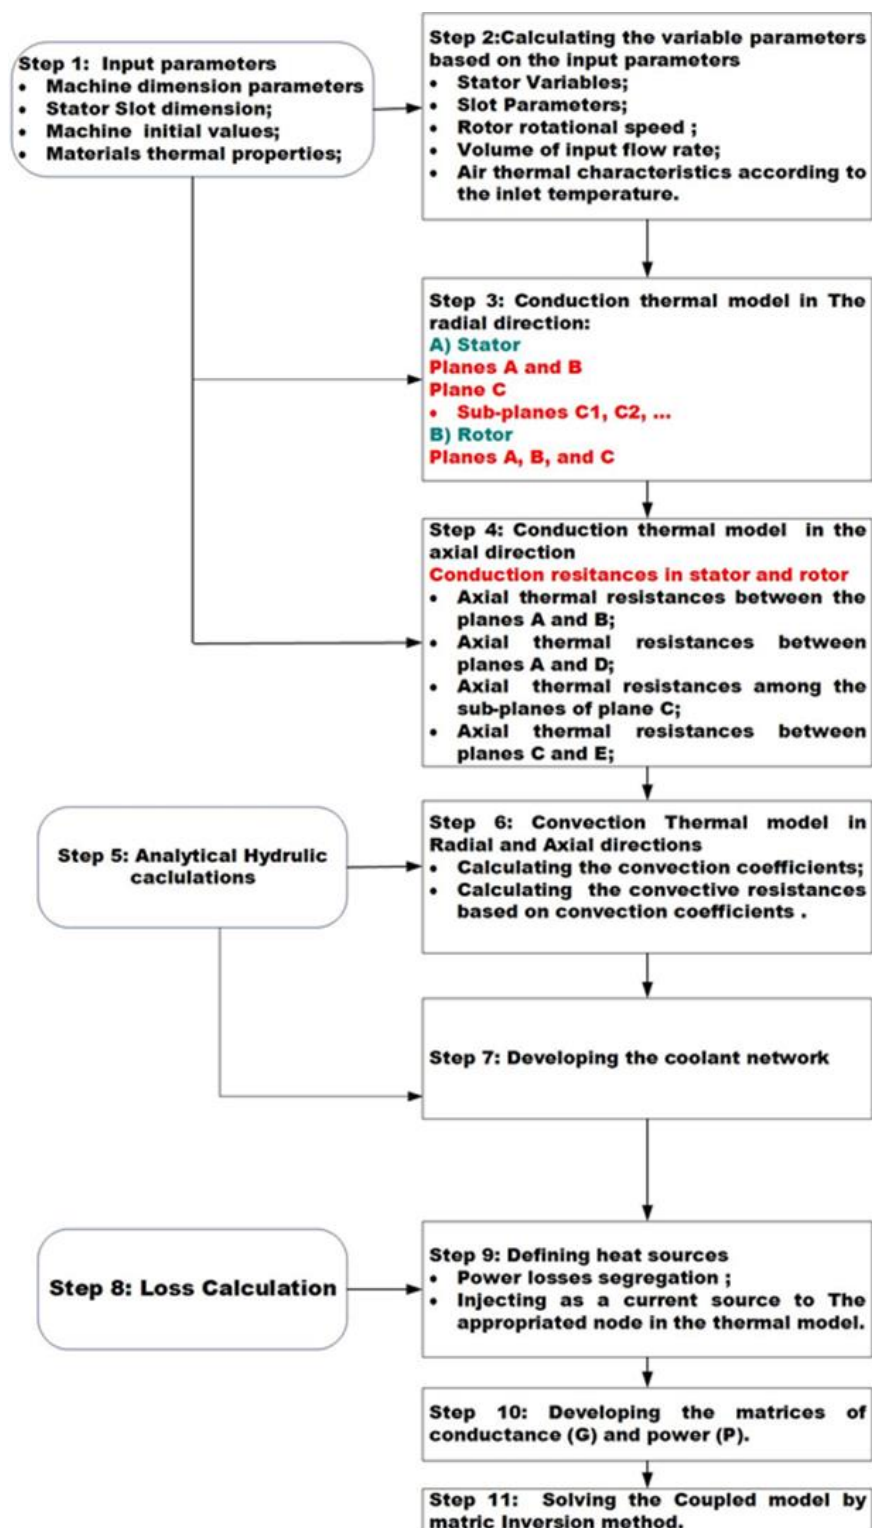 Step 1: Input parameters
• Machine dimension parameters
• Stator Slot dimension;
• Machine initial values;
• Materials thermal properties;
Step 2:Calculating the variable parameters
based on the input parameters
• Stator Variables;
• Slot Parameters;
• Rotor rotational speed ;
• Volume of input flow rate;
• Air thermal characteristics according to
the inlet temperature.
Step 3: Conduction thermal model in The
radial direction:
A) Stator
Planes A and B
Plane C
• Sub-planes C1, C2, ...
B) Rotor
Planes A, B, and C
Step 4: Conduction thermal model in the
axial direction
Conduction resitances in stator and rotor
• Axial thermal resistances between the
planes A and B;
• Axial thermal resistances between
planes A and D;
• Axial thermal resistances among the
sub-planes of plane C;
• Axial thermal resistances between
planes C and E;
Step 5: Analytical Hydrulic
caclulations
Step 6: Convection Thermal model in
Radial and Axial directions
• Calculating the convection coefficients;
• Calculating the convective resistances
based on convection coefficients .
Step 7: Developing the coolant network
Step 8: Loss Calculation
Step 9: Defining heat sources
• Power losses segregation ;
• Injecting as a current source to The
appropriated node in the thermal model.
Step 10: Developing the matrices of
conductance (G) and power (P).
Step 11: Solving the Coupled model by
matric Inversion method.